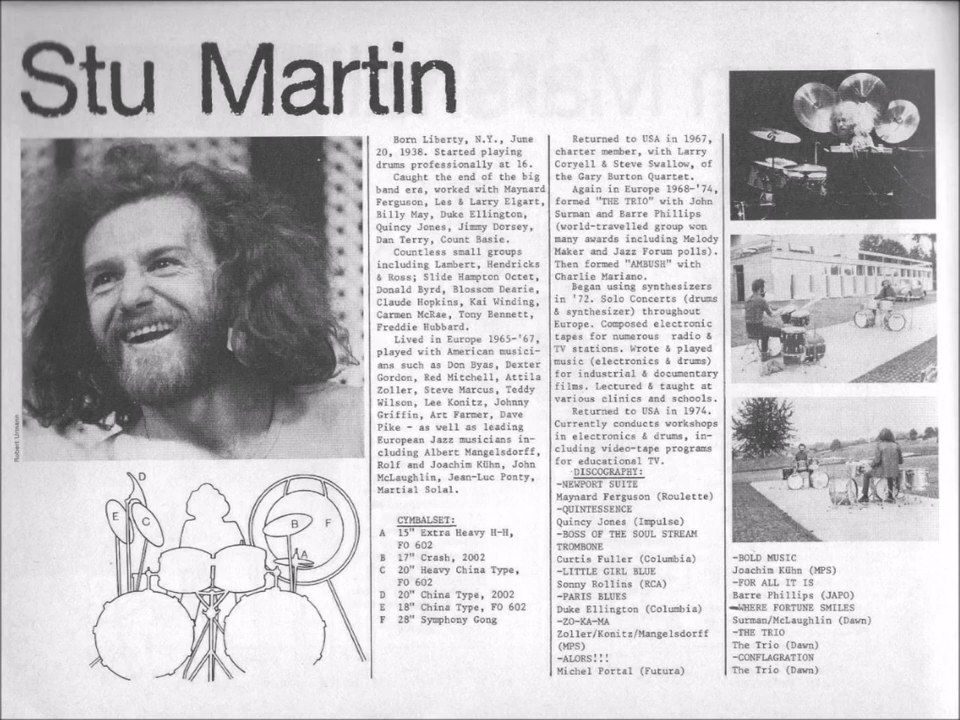 Stu Martin
Robert Urmann
Born Liberty, N.Y., June
20, 1938. Started playing
drums professionally at 16.
Caught the end of the big
band era, worked with Maynard
Ferguson, Les & Larry Elgart,
Billy May, Duke Ellington,
Quincy Jones, Jimmy Dorsey,
Dan Terry, Count Basie.
Countless small groups
including Lambert, Hendricks
& Ross; Slide Hampton Octet,
Donald Byrd, Blossom Dearie,
Claude Hopkins, Kai Winding,
Carmen McRae, Tony Bennett,
Freddie Hubbard.
Lived in Europe 1965-'67,
played with American musici-
ans such as Don Byas, Dexter
Gordon, Red Mitchell, Attila
Zoller, Steve Marcus, Teddy
Wilson, Lee Konitz, Johnny
Griffin, Art Farmer, Dave
Pike - as well as leading
European Jazz musicians in-
cluding Albert Mangelsdorff,
Rolf and Joachim Kühn, John
McLaughlin, Jean-Luc Ponty,
Martial Solal.
CYMBALSET:
A 15" Extra Heavy H-H,
FO 602
B 17" Crash, 2002
C 20" Heavy China Type,
FO 602
D 20" China Type, 2002
E 18" China Type, FO 602
F 28" Symphony Gong
D
E
C
B
F
A
Returned to USA in 1967,
charter member, with Larry
Coryell & Steve Swallow, of
the Gary Burton Quartet.
Again in Europe 1968-'74,
formed "THE TRIO" with John
Surman and Barre Phillips
(world-travelled group won
many awards including Melody
Maker and Jazz Forum polls).
Then formed "AMBUSH" with
Charlie Mariano.
Began using synthesizers
in '72. Solo Concerts (drums
& synthesizer) throughout
Europe. Composed electronic
tapes for numerous radio &
TV stations. Wrote & played
music (electronics & drums)
for industrial & documentary
films. Lectured & taught at
various clinics and schools.
Returned to USA in 1974.
Currently conducts workshops
in electronics & drums, in-
cluding video-tape programs
for educational TV.
DISCOGRAPHY:
-NEWPORT SUITE
Maynard Ferguson (Roulette)
-QUINTESSENCE
Quincy Jones (Impulse)
-BOSS OF THE SOUL STREAM
TROMBONE
Curtis Fuller (Columbia)
-LITTLE GIRL BLUE
Sonny Rollins (RCA)
-PARIS BLUES
Duke Ellington (Columbia)
-ZO-KA-MA
Zoller/Konitz/Mangelsdorff
(MPS)
-ALORS!!!
Michel Portal (Futura)
-BOLD MUSIC
Joachim Kühn (MPS)
-FOR ALL IT IS
Barre Phillips (JAPO)
-WHERE FORTUNE SMILES
Surman/McLaughlin (Dawn)
-THE TRIO
The Trio (Dawn)
-CONFLAGRATION
The Trio (Dawn)